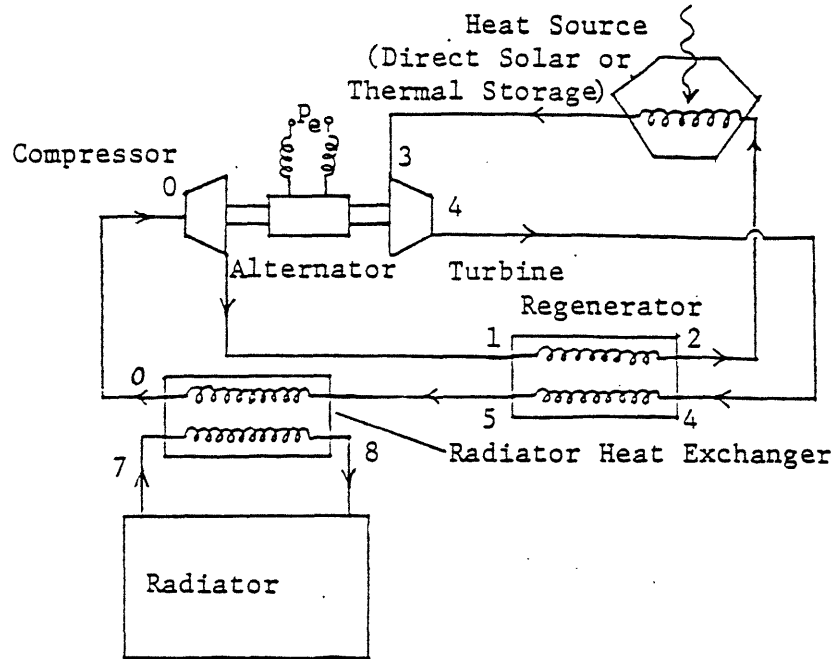 Heat Source
(Direct Solar or
Thermal Storage)
Pe
Compressor
0
3
4
Alternator
Turbine
Regenerator
1
2
0
5
4
7
8
Radiator Heat Exchanger
Radiator